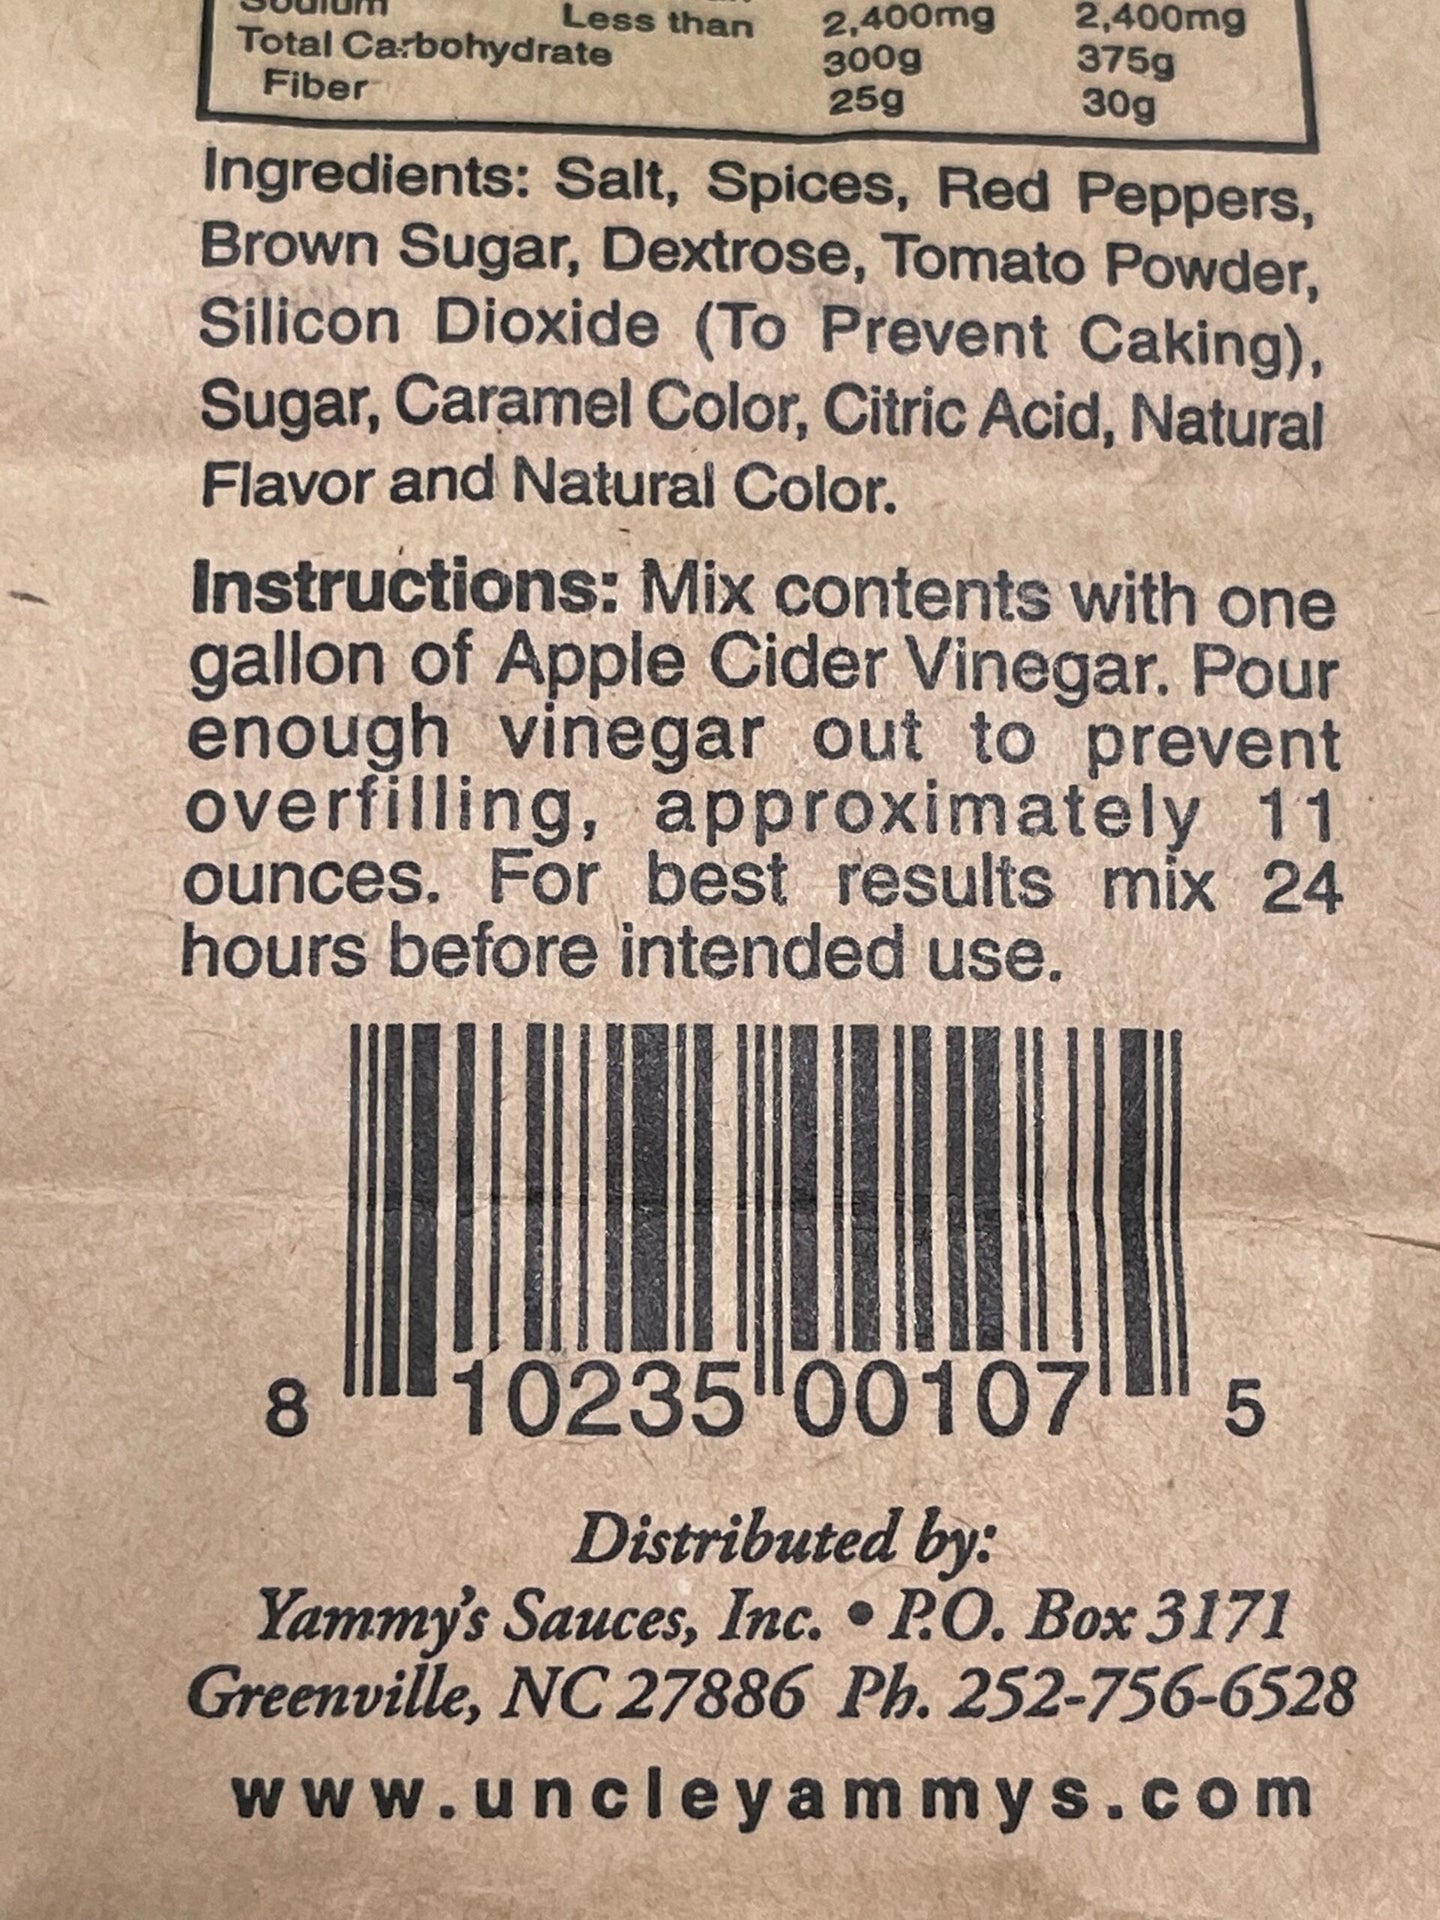 Sodium Less than 2,400mg 2,400mg
Total Carbohydrate 300g 375g
Fiber 25g 30g
Ingredients: Salt, Spices, Red Peppers,
Brown Sugar, Dextrose, Tomato Powder,
Silicon Dioxide (To Prevent Caking),
Sugar, Caramel Color, Citric Acid, Natural
Flavor and Natural Color.
Instructions: Mix contents with one
gallon of Apple Cider Vinegar. Pour
enough vinegar out to prevent
overfilling, approximately 11
ounces. For best results mix 24
hours before intended use.
8 10235 00107 5
Distributed by:
Yammy's Sauces, Inc. • P.O. Box 3171
Greenville, NC 27886 Ph. 252-756-6528
www.uncleyammys.com